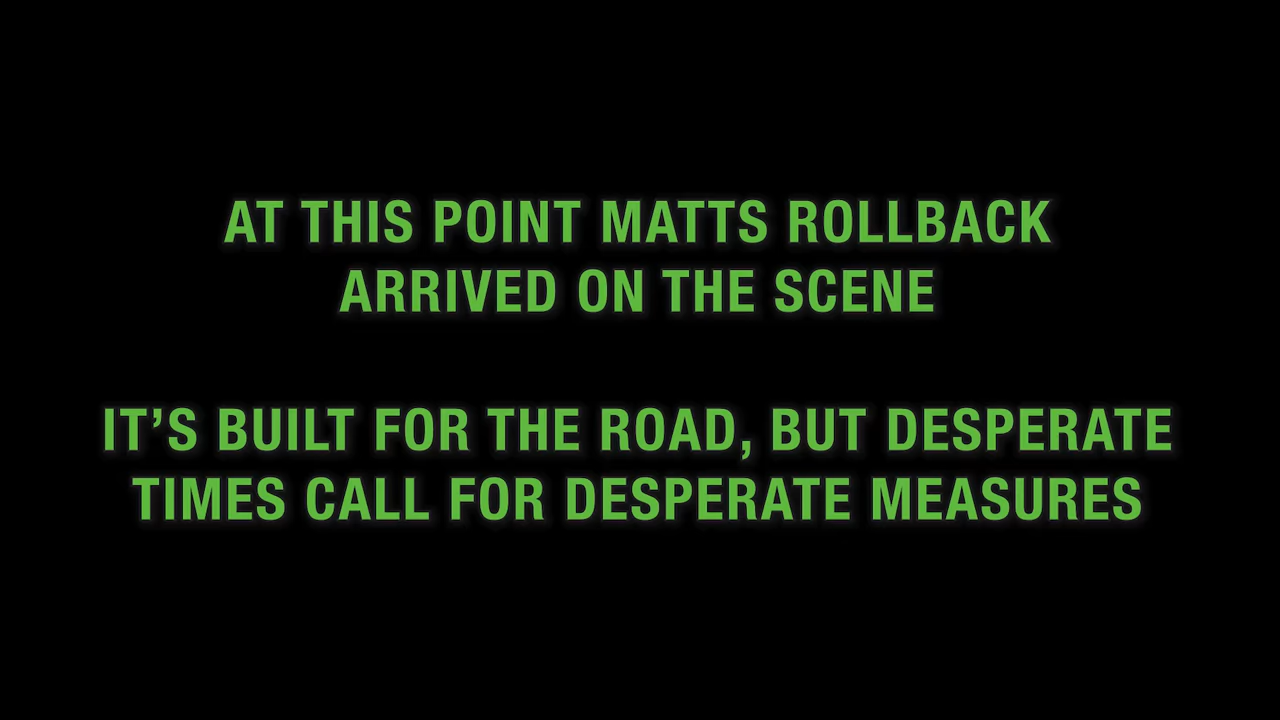 AT THIS POINT MATTS ROLLBACK
ARRIVED ON THE SCENE
IT’S BUILT FOR THE ROAD, BUT DESPERATE
TIMES CALL FOR DESPERATE MEASURES